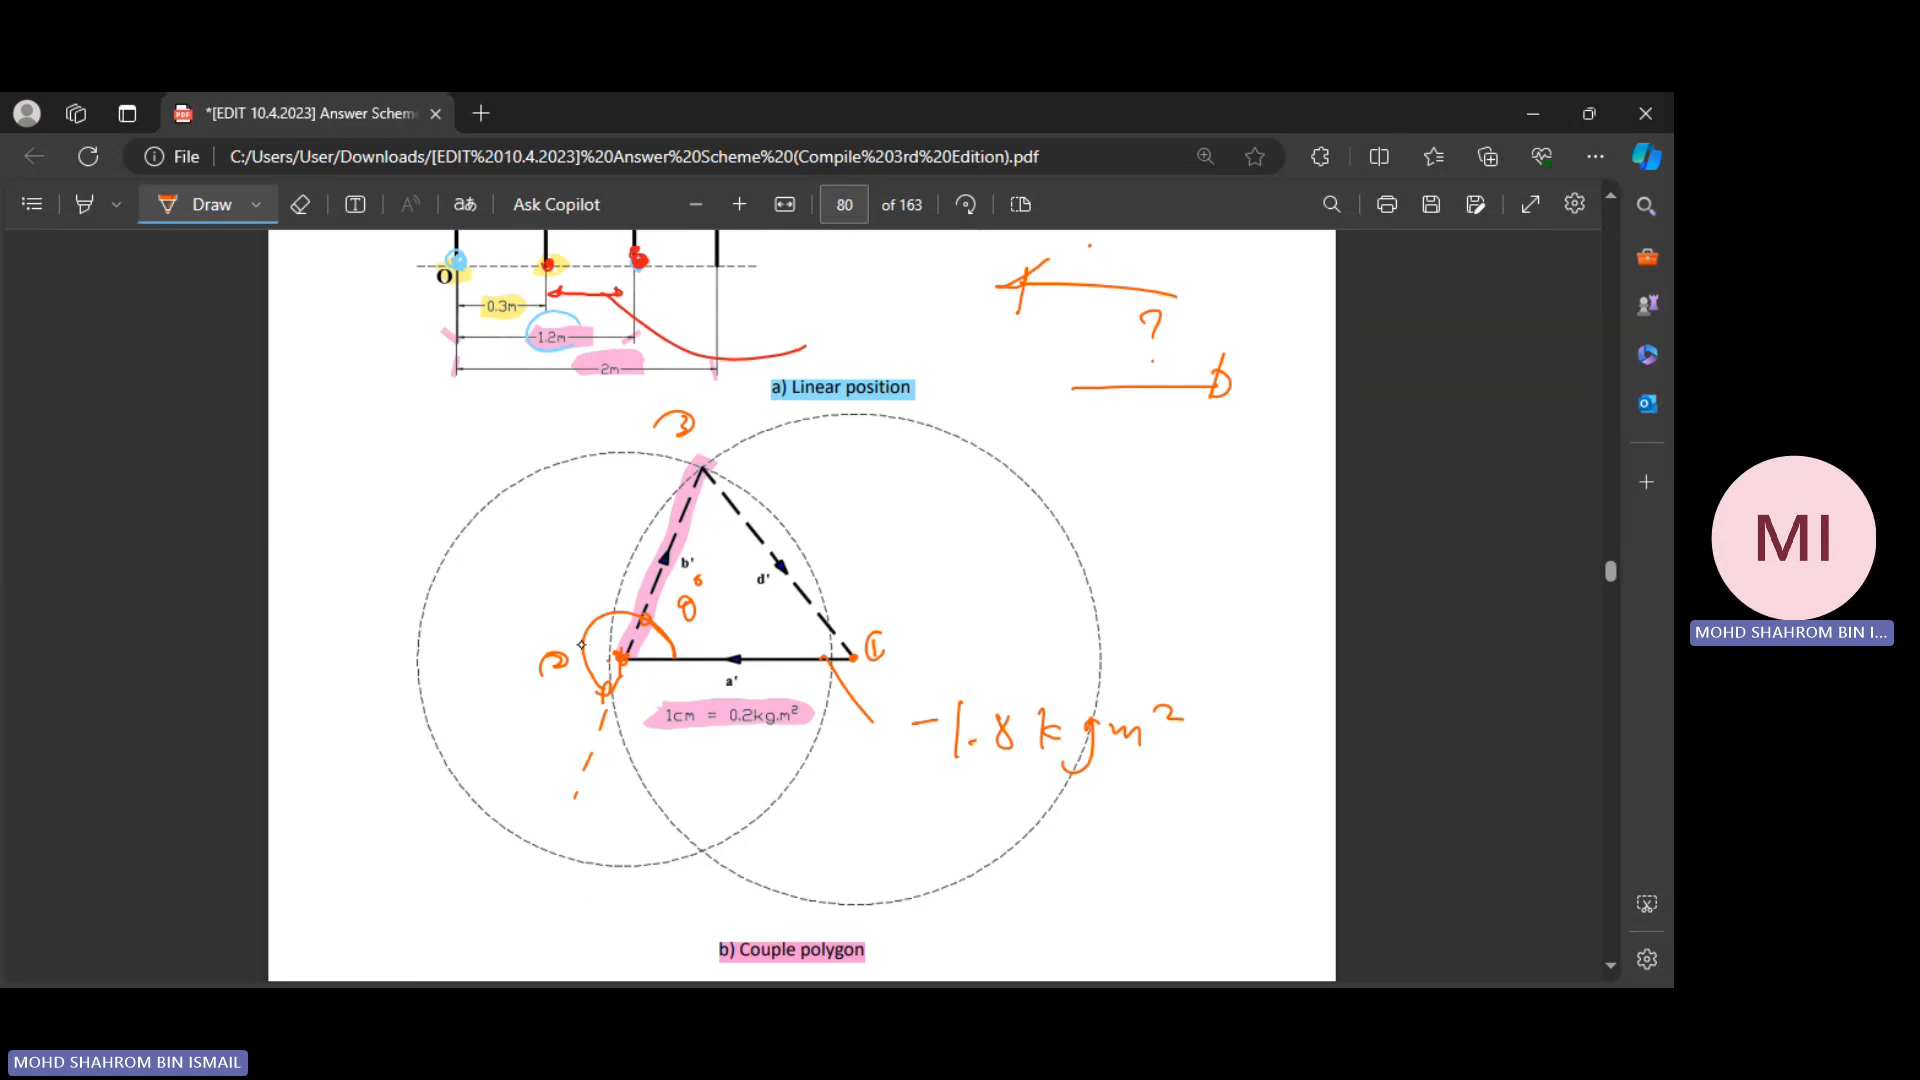 *[EDIT 10.4.2023] Answer Schem
File
C:/Users/User/Downloads/[EDIT%2010.4.2023]%20Answer%20Scheme%20(Compile%203rd%20Edition).pdf
Draw
aあ
Ask Copilot
80
of 163
O
0.3m
1.2m
2m
?
a) Linear position
b'
d'
θ
a'
1cm = 0.2kg.m²
-1.8 kgm²
b) Couple polygon
MI
MOHD SHAHROM BIN I...
MOHD SHAHROM BIN ISMAIL